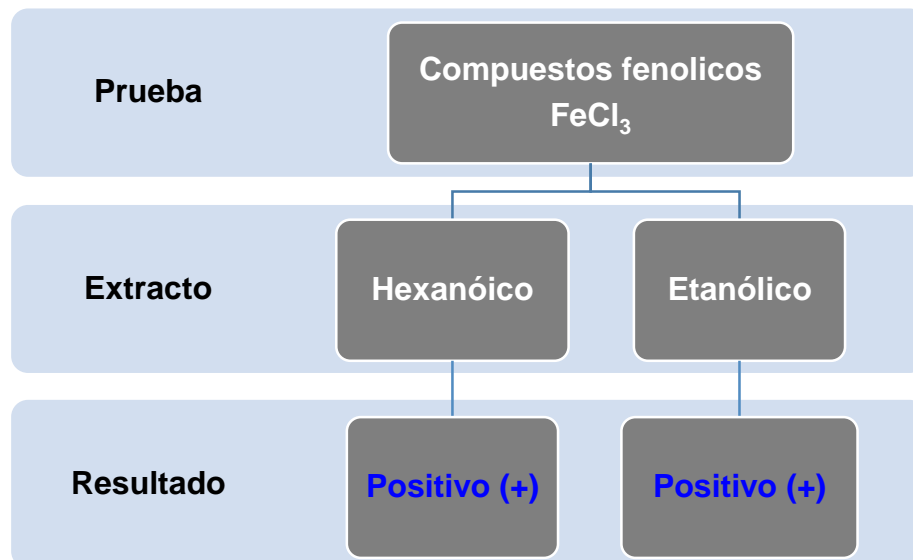 Prueba
Compuestos fenolicos
FeCl₃
Extracto
Hexanóico
Etanólico
Resultado
Positivo (+)
Positivo (+)